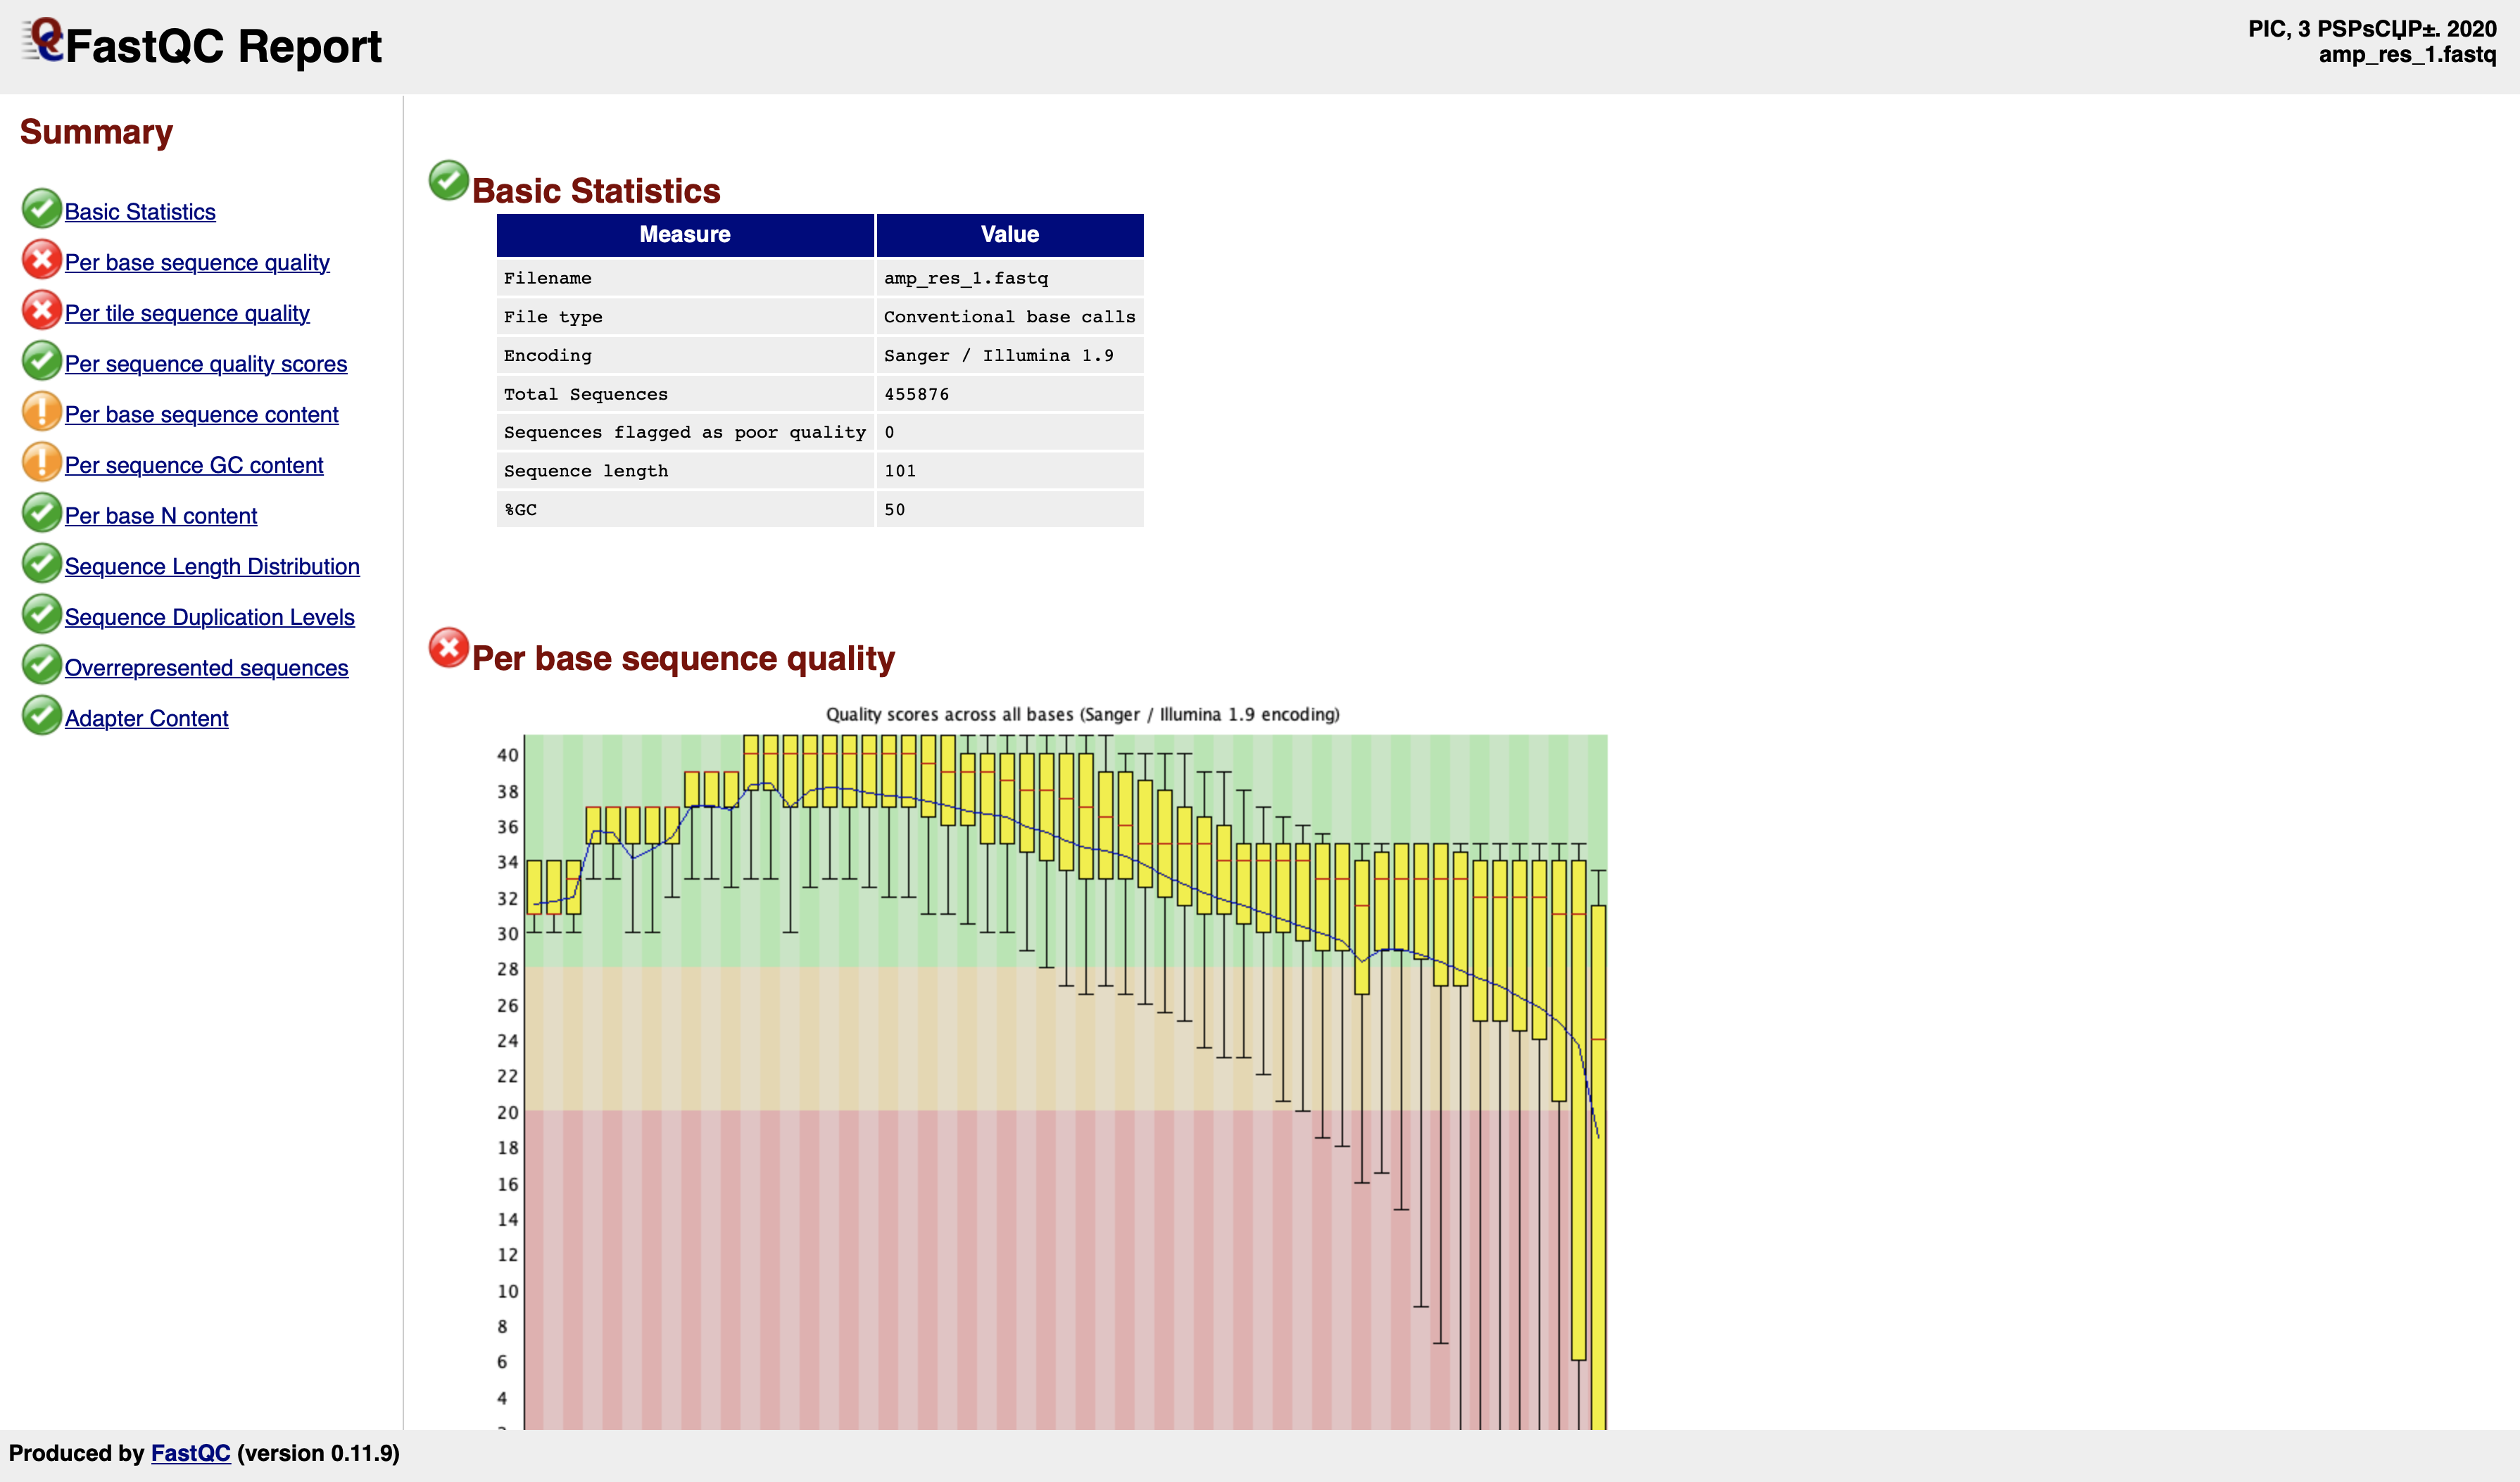 FastQC Report
PIC, 3 PSPsCЏP±. 2020
amp_res_1.fastq
Summary
Basic Statistics
Per base sequence quality
Per tile sequence quality
Per sequence quality scores
Per base sequence content
Per sequence GC content
Per base N content
Sequence Length Distribution
Sequence Duplication Levels
Overrepresented sequences
Adapter Content
Basic Statistics
Measure Value
Filename amp_res_1.fastq
File type Conventional base calls
Encoding Sanger / Illumina 1.9
Total Sequences 455876
Sequences flagged as poor quality 0
Sequence length 101
%GC 50
Per base sequence quality
Quality scores across all bases (Sanger / Illumina 1.9 encoding)
40
38
36
34
32
30
28
26
24
22
20
18
16
14
12
10
8
6
4
Produced by FastQC (version 0.11.9)